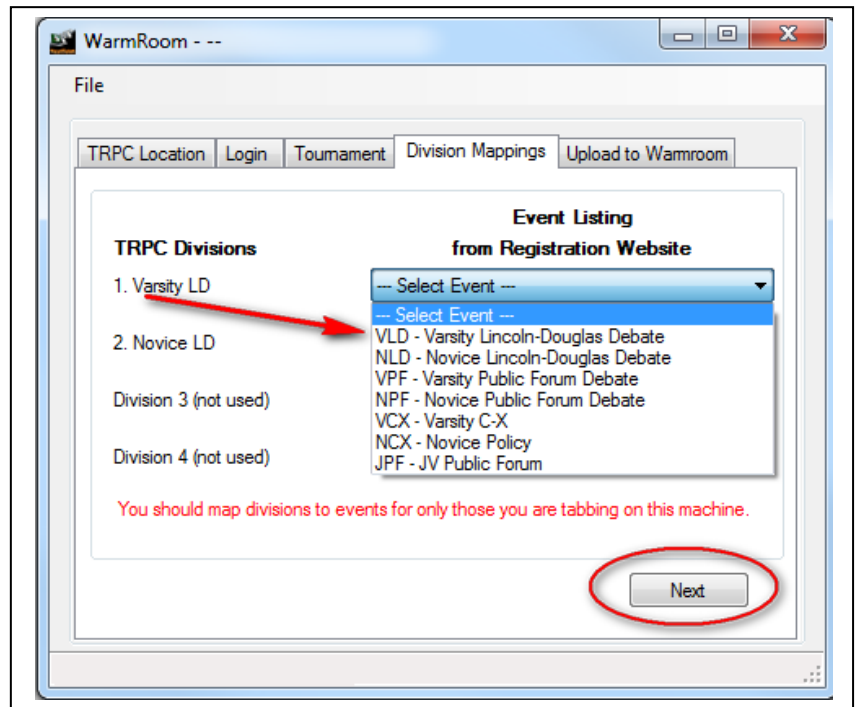 WarmRoom - --
File
TRPC Location Login Tournament Division Mappings Upload to Warmroom
Event Listing
TRPC Divisions from Registration Website
1. Varsity LD --- Select Event ---
--- Select Event ---
VLD - Varsity Lincoln-Douglas Debate
2. Novice LD
NLD - Novice Lincoln-Douglas Debate
VPF - Varsity Public Forum Debate
Division 3 (not used)
NPF - Novice Public Forum Debate
VCX - Varsity C-X
NCX - Novice Policy
Division 4 (not used)
JPF - JV Public Forum
You should map divisions to events for only those you are tabbing on this machine.
Next